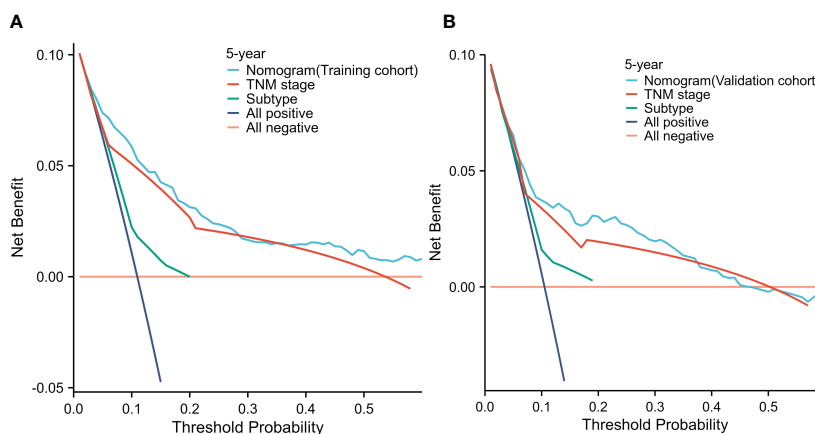 A
5-year
Nomogram(Training cohort)
TNM stage
Subtype
All positive
All negative
0.10
0.05
0.00
-0.05
Net Benefit
0.0 0.1 0.2 0.3 0.4 0.5
Threshold Probability
B
5-year
Nomogram(Validation cohort
TNM stage
Subtype
All positive
All negative
0.10
0.05
0.00
Net Benefit
0.0 0.1 0.2 0.3 0.4 0.5
Threshold Probability